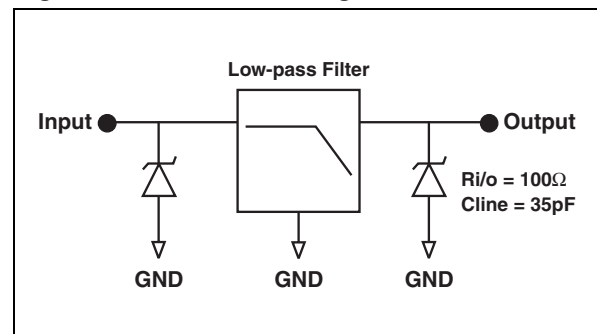 Low-pass Filter
Input
Output
Ri/o = 100Ω
Cline = 35pF
GND
GND
GND